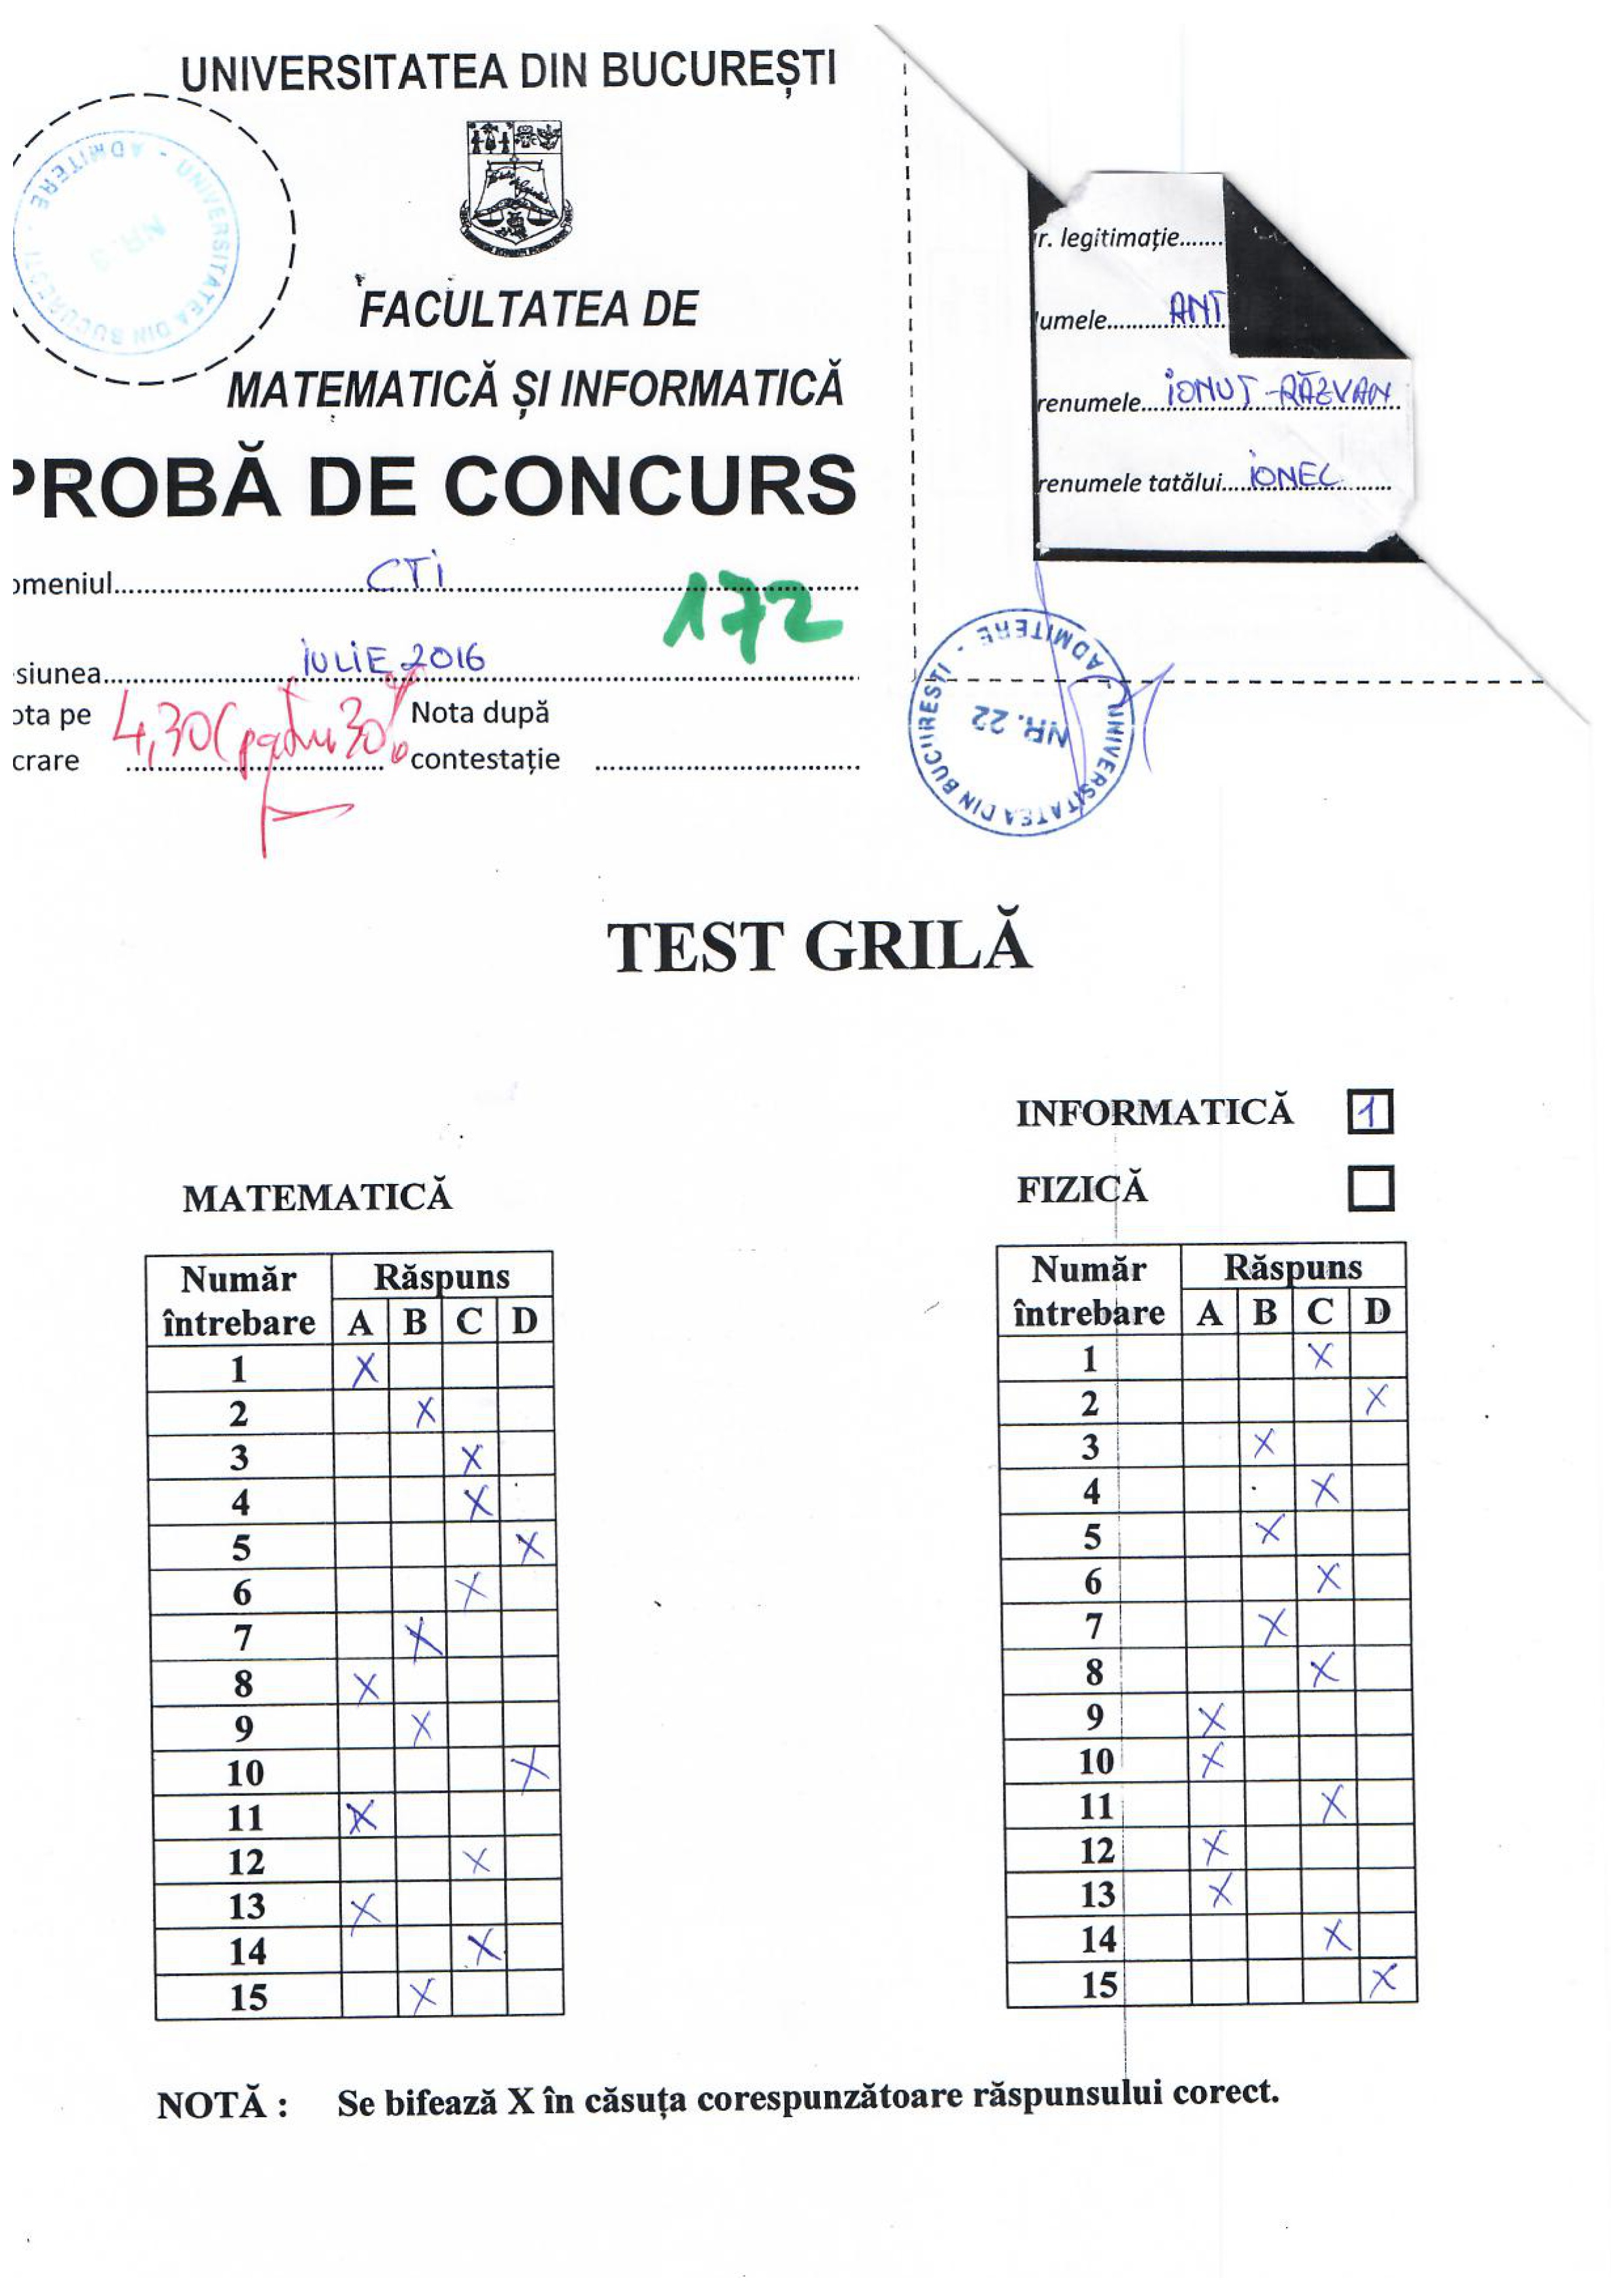 UNIVERSITATEA DIN BUCUREȘTI
UNIVERSITATEA DIN BUCUREȘTI - ADMITERE -
NR. 3
FACULTATEA DE
MATEMATICĂ ȘI INFORMATICĂ
PROBĂ DE CONCURS
omeniul CTI
172
siunea IULIE 2016
ota pe 4,30 (patru 30% Nota după
crare contestație
r. legitimație
umele ANT
renumele IONUȚ-RĂZVAN
renumele tatălui IONEL
UNIVERSITATEA DIN BUCUREȘTI - ADMITERE -
NR. 22
TEST GRILĂ
INFORMATICĂ 1
FIZICĂ
MATEMATICĂ
Număr Răspuns
întrebare A B C D
1 X
2 X
3 X
4 X
5 X
6 X
7 X
8 X
9 X
10 X
11 X
12 X
13 X
14 X
15 X
Număr Răspuns
întrebare A B C D
1 X
2 X
3 X
4 X
5 X
6 X
7 X
8 X
9 X
10 X
11 X
12 X
13 X
14 X
15 X
NOTĂ : Se bifează X în căsuța corespunzătoare răspunsului corect.